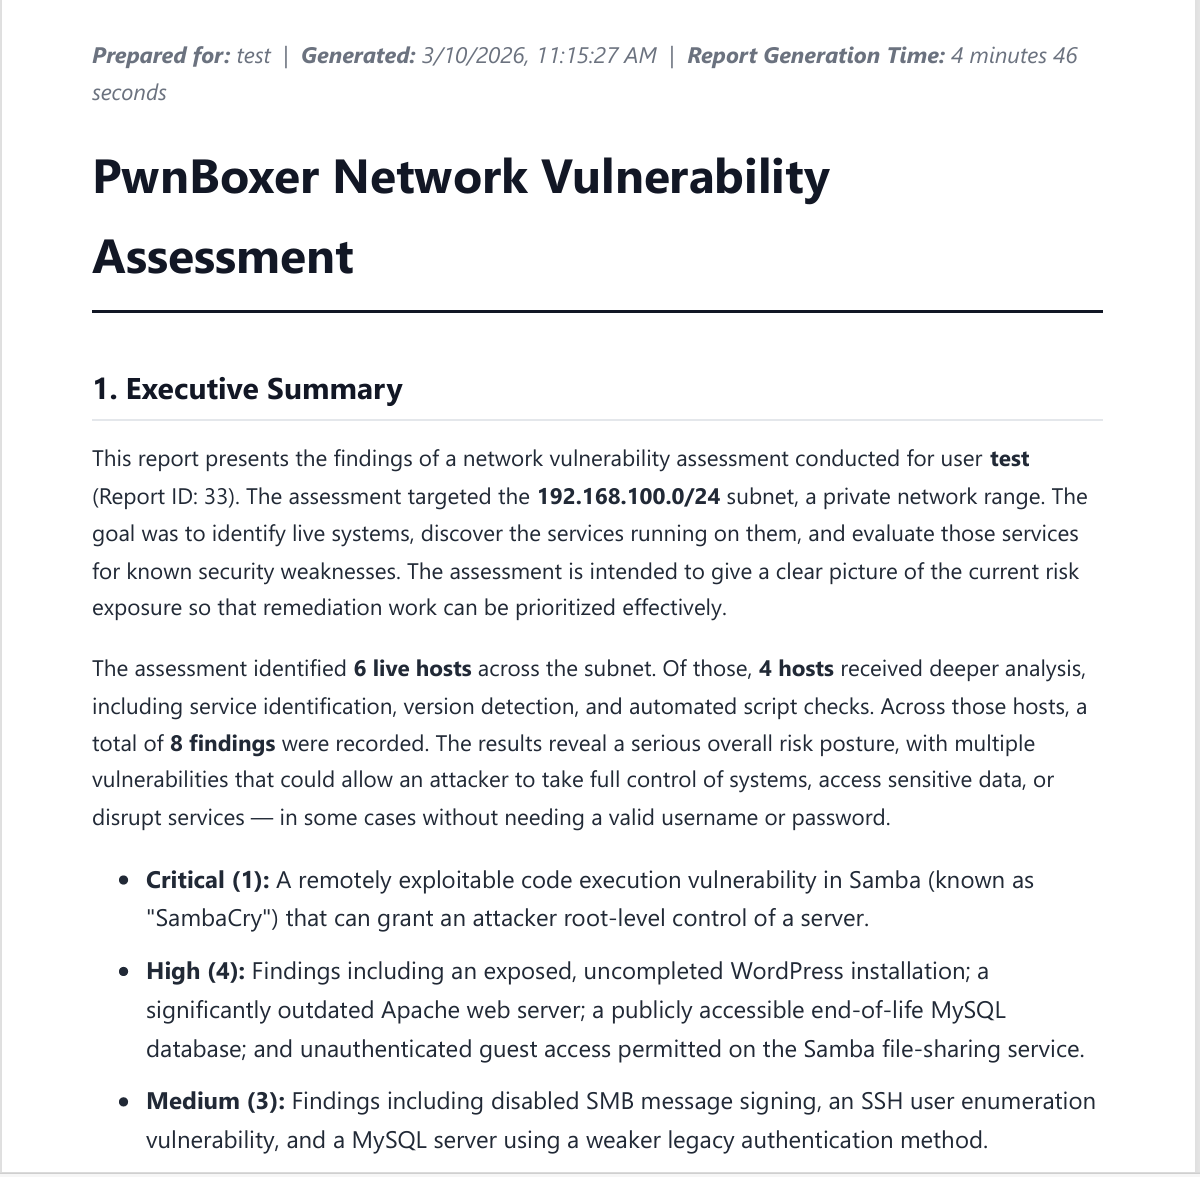 Prepared for: test | Generated: 3/10/2026, 11:15:27 AM | Report Generation Time: 4 minutes 46
seconds
PwnBoxer Network Vulnerability
Assessment
1. Executive Summary
This report presents the findings of a network vulnerability assessment conducted for user test
(Report ID: 33). The assessment targeted the 192.168.100.0/24 subnet, a private network range. The
goal was to identify live systems, discover the services running on them, and evaluate those services
for known security weaknesses. The assessment is intended to give a clear picture of the current risk
exposure so that remediation work can be prioritized effectively.
The assessment identified 6 live hosts across the subnet. Of those, 4 hosts received deeper analysis,
including service identification, version detection, and automated script checks. Across those hosts, a
total of 8 findings were recorded. The results reveal a serious overall risk posture, with multiple
vulnerabilities that could allow an attacker to take full control of systems, access sensitive data, or
disrupt services — in some cases without needing a valid username or password.
• Critical (1): A remotely exploitable code execution vulnerability in Samba (known as
"SambaCry") that can grant an attacker root-level control of a server.
• High (4): Findings including an exposed, uncompleted WordPress installation; a
significantly outdated Apache web server; a publicly accessible end-of-life MySQL
database; and unauthenticated guest access permitted on the Samba file-sharing service.
• Medium (3): Findings including disabled SMB message signing, an SSH user enumeration
vulnerability, and a MySQL server using a weaker legacy authentication method.